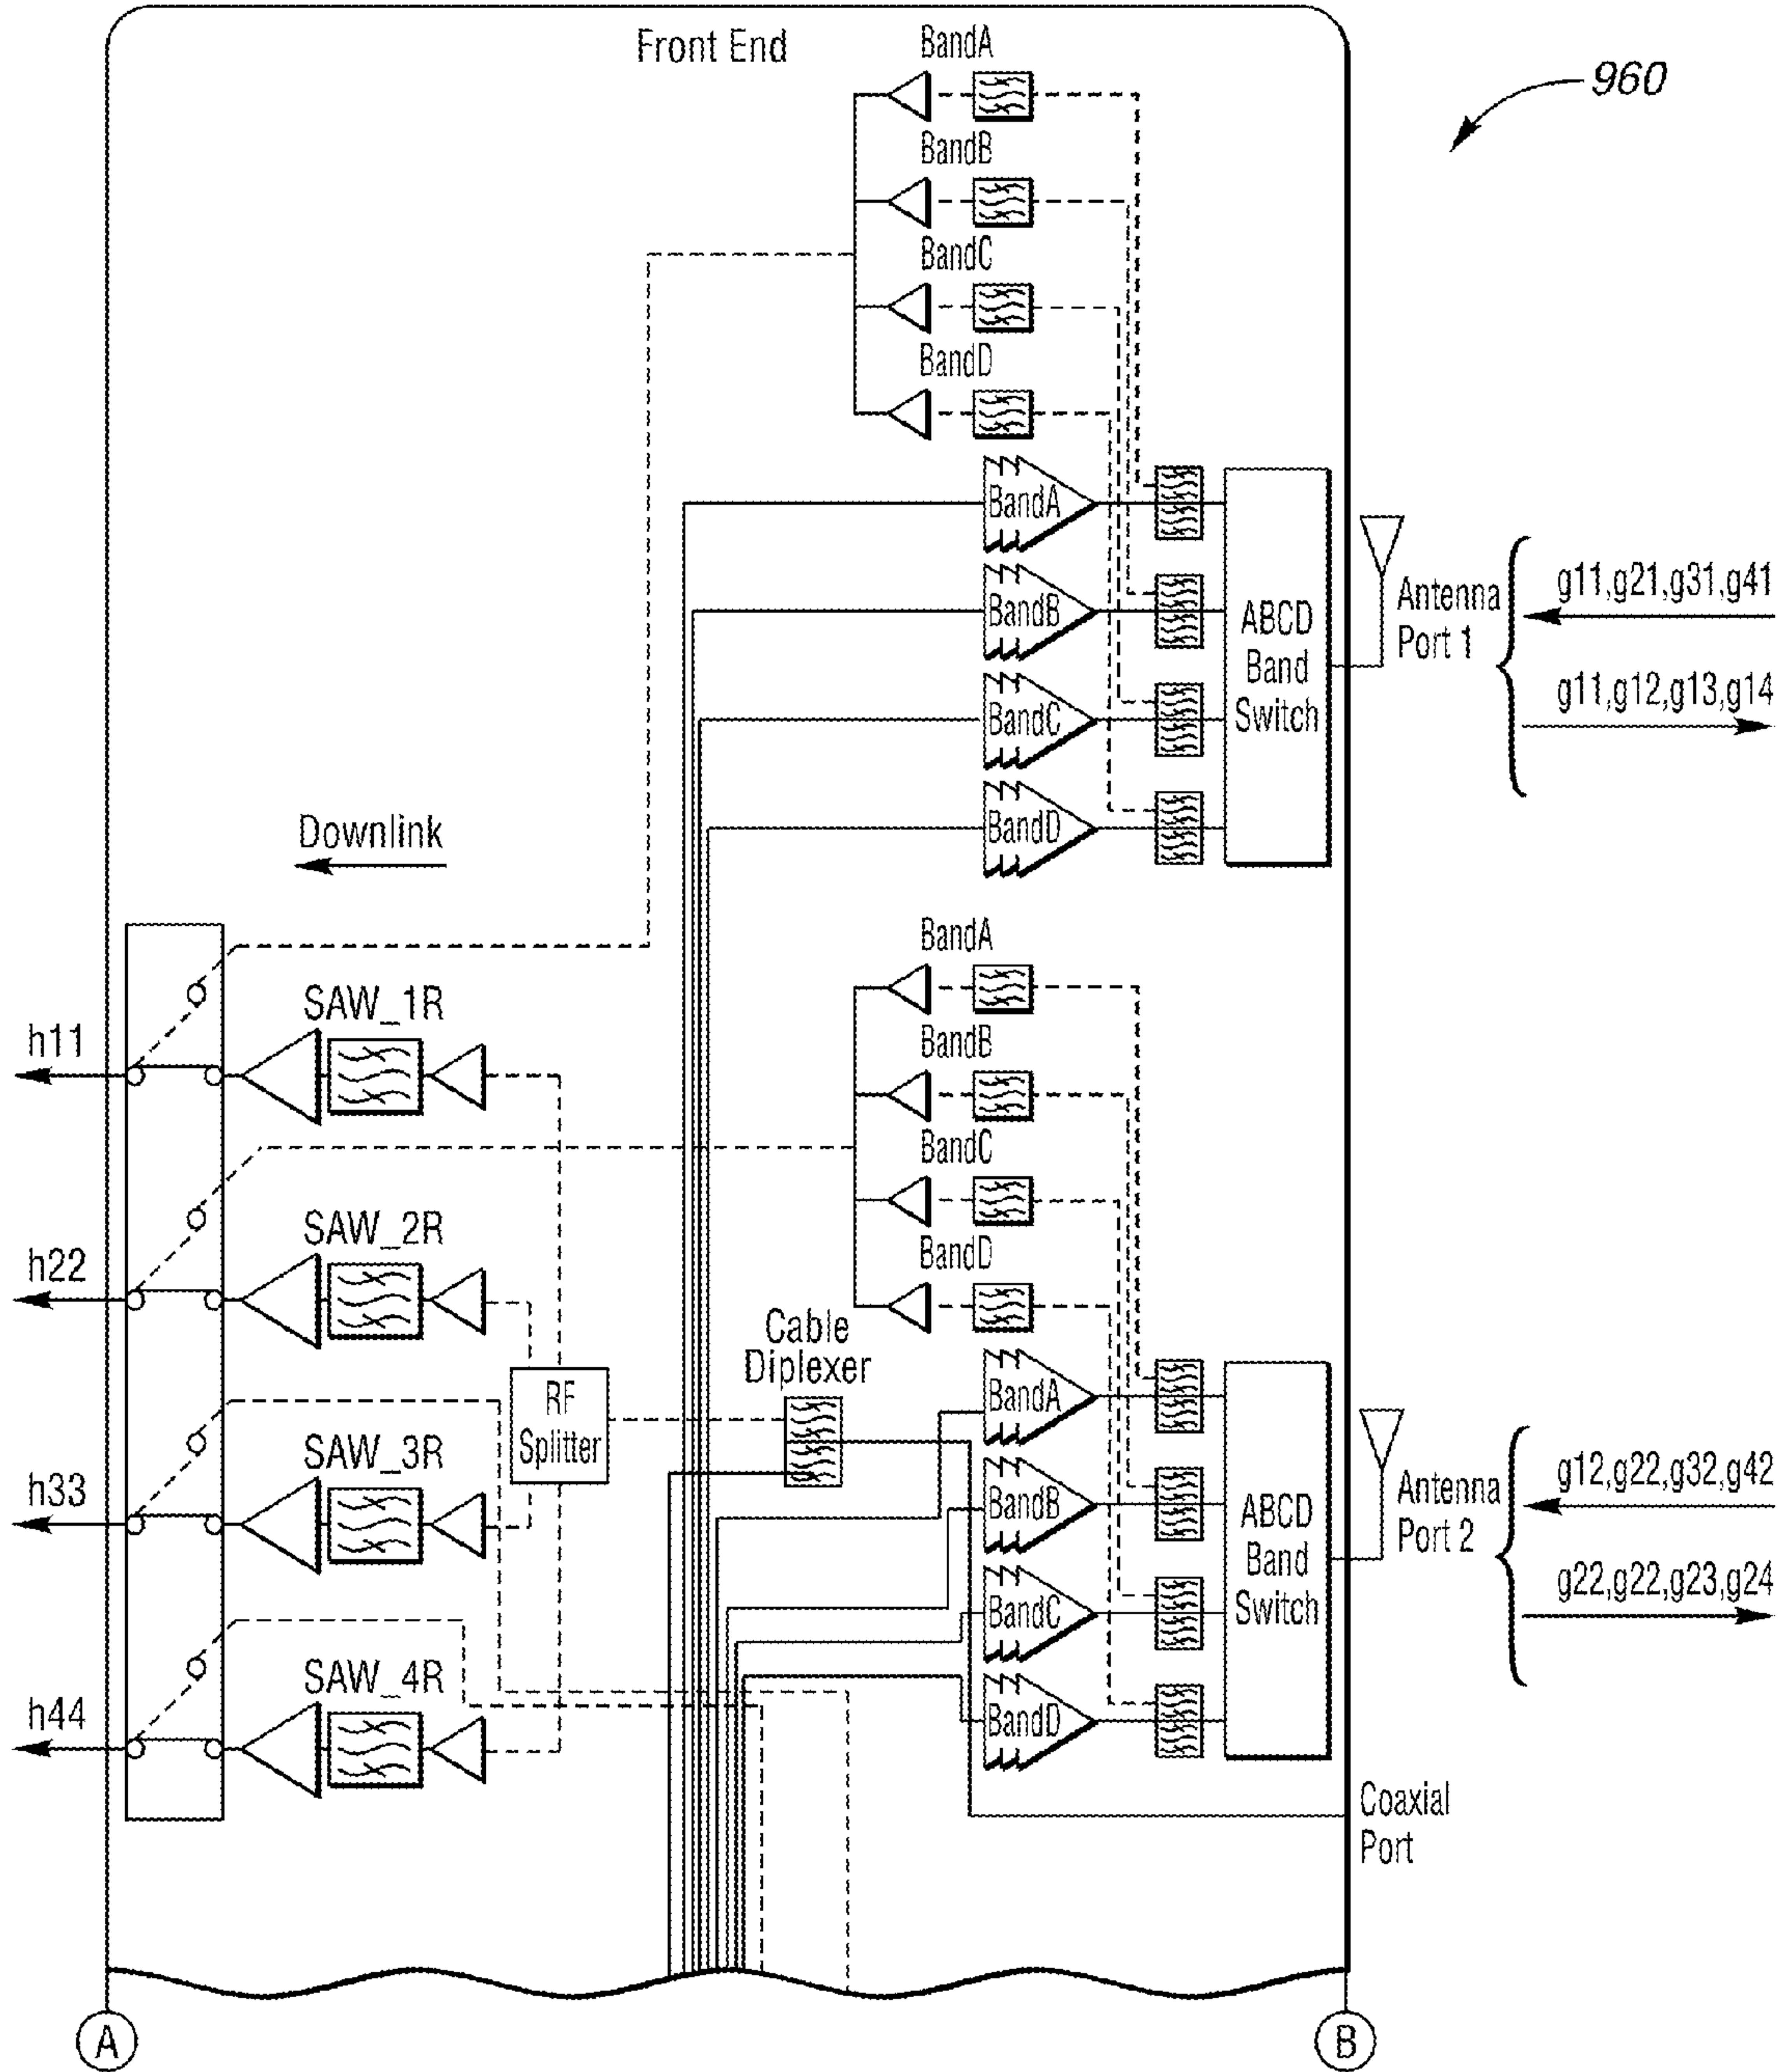 Front End
960
BandA
BandB
BandC
BandD
BandA
BandB
BandC
BandD
ABCD
Band
Switch
Antenna
Port 1
g11,g21,g31,g41
g11,g12,g13,g14
Downlink
BandA
BandB
BandC
BandD
SAW_1R
h11
SAW_2R
h22
SAW_3R
h33
SAW_4R
h44
RF
Splitter
Cable
Diplexer
BandA
BandB
BandC
BandD
ABCD
Band
Switch
Antenna
Port 2
g12,g22,g32,g42
g22,g22,g23,g24
Coaxial
Port
A
B